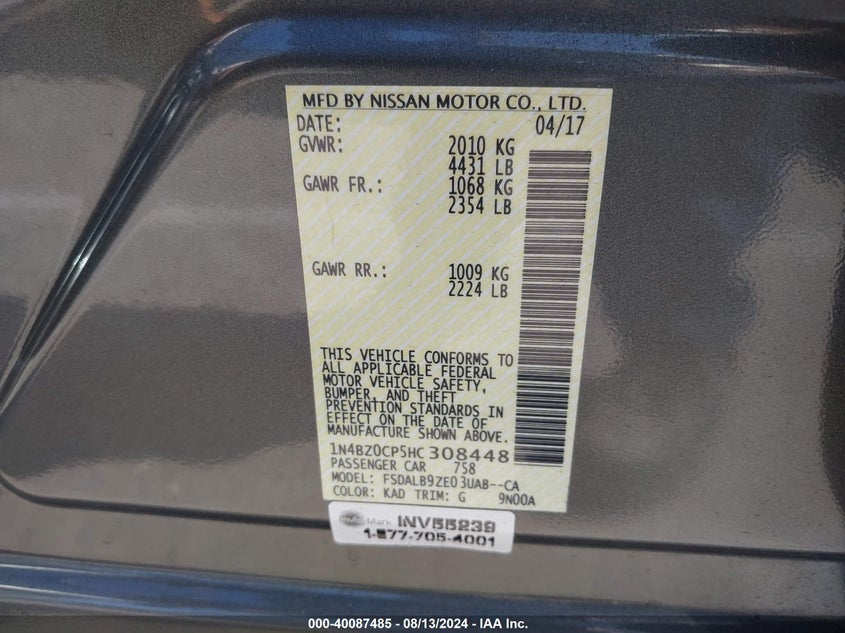 MFD BY NISSAN MOTOR CO., LTD.
DATE: 04/17
GVWR: 2010 KG
4431 LB
GAWR FR.: 1068 KG
2354 LB
GAWR RR.: 1009 KG
2224 LB
THIS VEHICLE CONFORMS TO
ALL APPLICABLE FEDERAL
MOTOR VEHICLE SAFETY,
BUMPER, AND THEFT
PREVENTION STANDARDS IN
EFFECT ON THE DATE OF
MANUFACTURE SHOWN ABOVE.
1N4BZ0CP5HC308448
PASSENGER CAR 758
MODEL: FSDALB9ZE03UAB--CA
COLOR: KAD TRIM: G 9N00A
Mark INV55239
1-877-705-4001
000-40087485 - 08/13/2024 - IAA Inc.